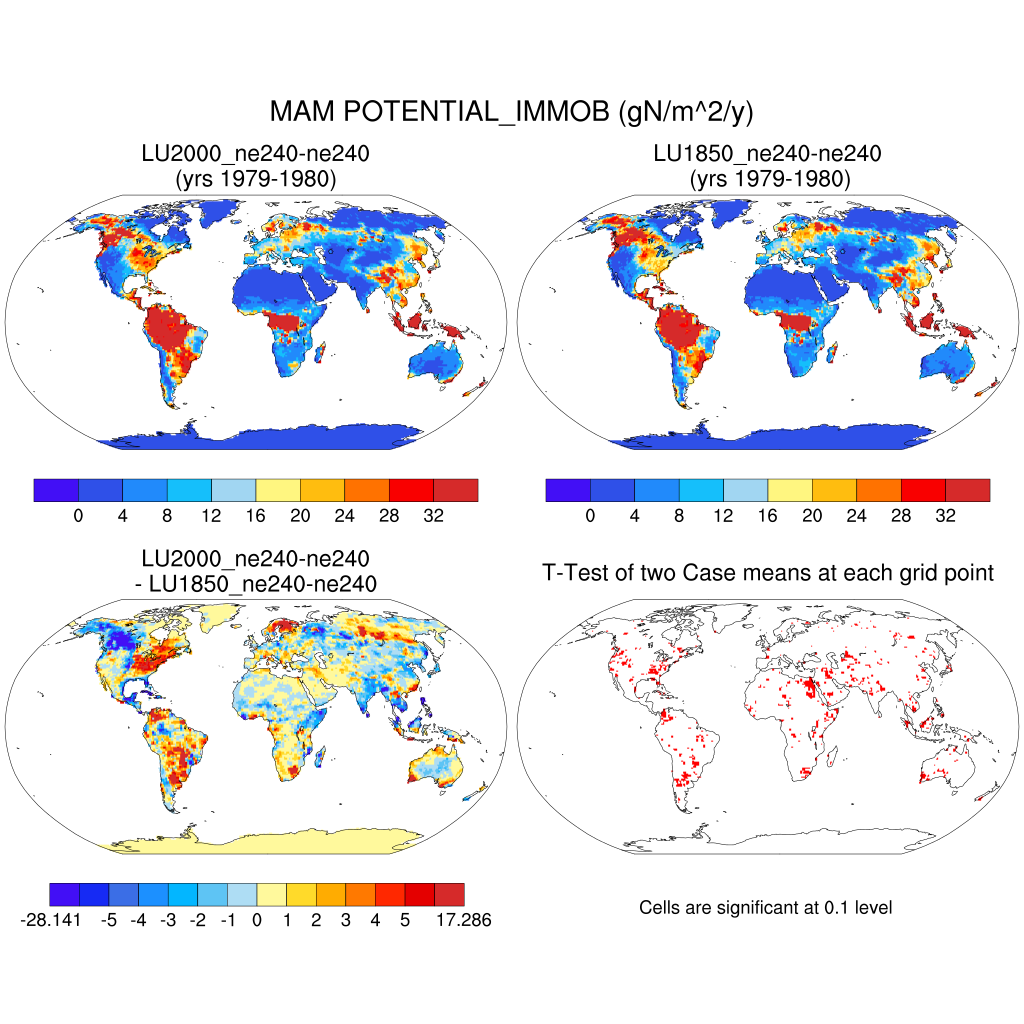 MAM POTENTIAL_IMMOB (gN/m^2/y)
LU2000_ne240-ne240
(yrs 1979-1980)
LU1850_ne240-ne240
(yrs 1979-1980)
0 4 8 12 16 20 24 28 32
0 4 8 12 16 20 24 28 32
LU2000_ne240-ne240
- LU1850_ne240-ne240
T-Test of two Case means at each grid point
-28.141 -5 -4 -3 -2 -1 0 1 2 3 4 5 17.286
Cells are significant at 0.1 level